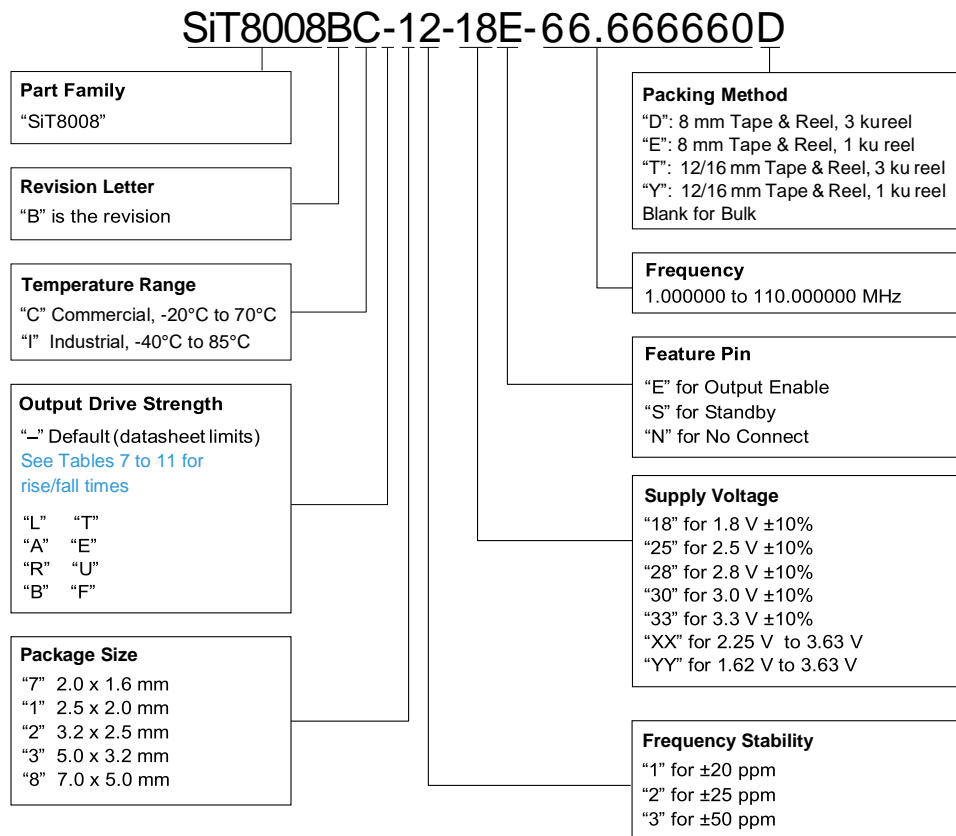 SiT8008BC-12-18E-66.666660D
Part Family
“SiT8008”
Revision Letter
“B” is the revision
Temperature Range
“C” Commercial, -20°C to 70°C
“I” Industrial, -40°C to 85°C
Output Drive Strength
“–” Default (datasheet limits)
See Tables 7 to 11 for
rise/fall times
“L” “T”
“A” “E”
“R” “U”
“B” “F”
Package Size
“7” 2.0 x 1.6 mm
“1” 2.5 x 2.0 mm
“2” 3.2 x 2.5 mm
“3” 5.0 x 3.2 mm
“8” 7.0 x 5.0 mm
Packing Method
“D”: 8 mm Tape & Reel, 3 kureel
“E”: 8 mm Tape & Reel, 1 ku reel
“T”: 12/16 mm Tape & Reel, 3 ku reel
“Y”: 12/16 mm Tape & Reel, 1 ku reel
Blank for Bulk
Frequency
1.000000 to 110.000000 MHz
Feature Pin
“E” for Output Enable
“S” for Standby
“N” for No Connect
Supply Voltage
“18” for 1.8 V ±10%
“25” for 2.5 V ±10%
“28” for 2.8 V ±10%
“30” for 3.0 V ±10%
“33” for 3.3 V ±10%
“XX” for 2.25 V to 3.63 V
“YY” for 1.62 V to 3.63 V
Frequency Stability
“1” for ±20 ppm
“2” for ±25 ppm
“3” for ±50 ppm